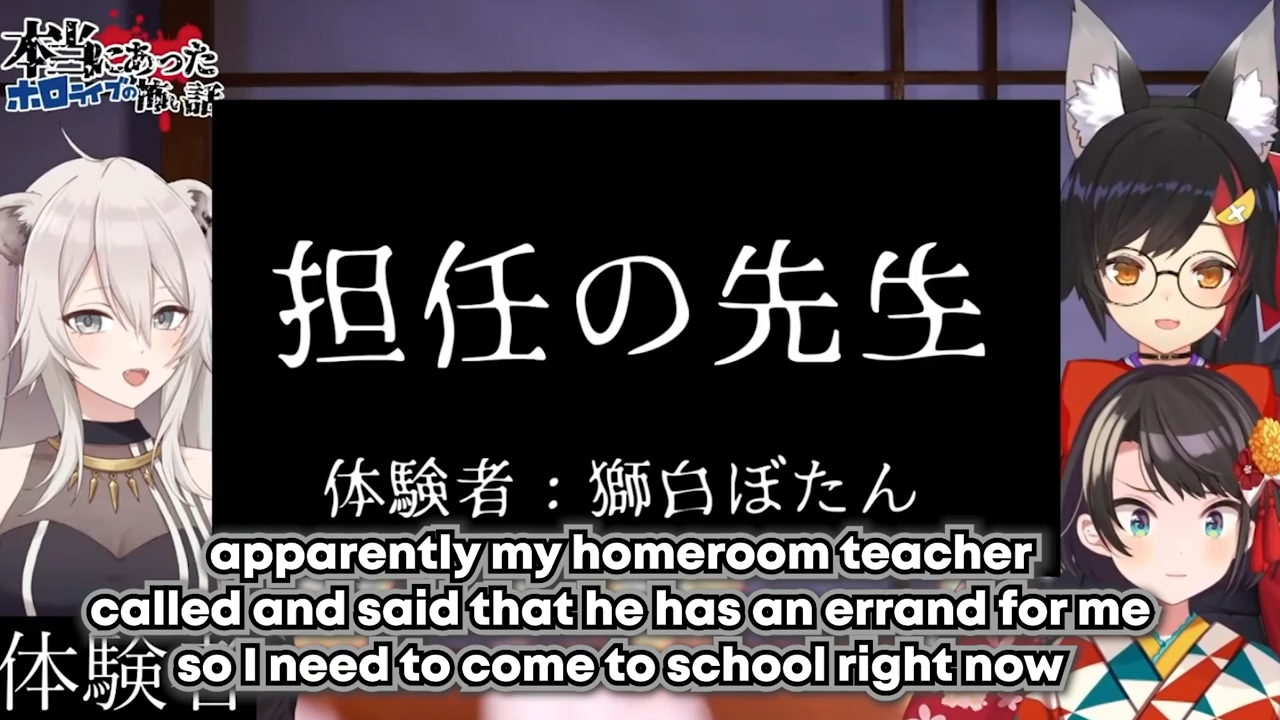 本当にあった
ホロライブの怖い話
担任の先生
体験者:獅白ぼたん
apparently my homeroom teacher
called and said that he has an errand for me
so I need to come to school right now
体験者